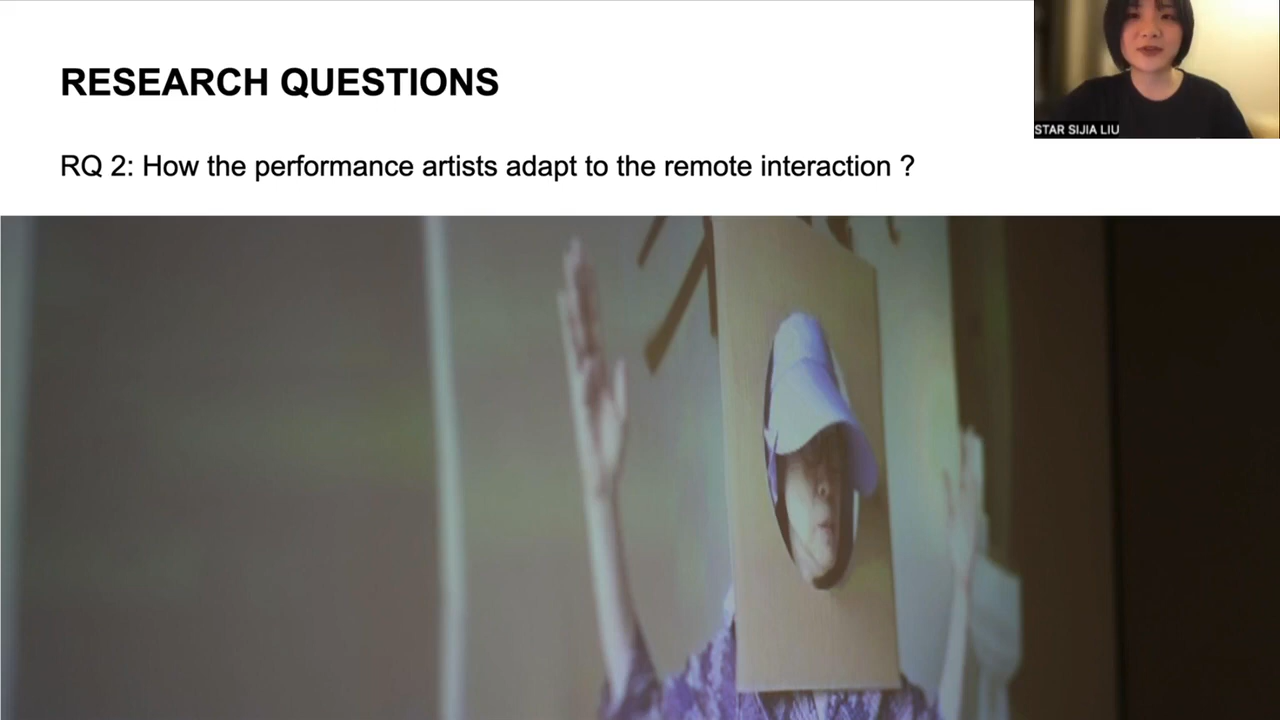 RESEARCH QUESTIONS
STAR SIJIA LIU
RQ 2: How the performance artists adapt to the remote interaction ?